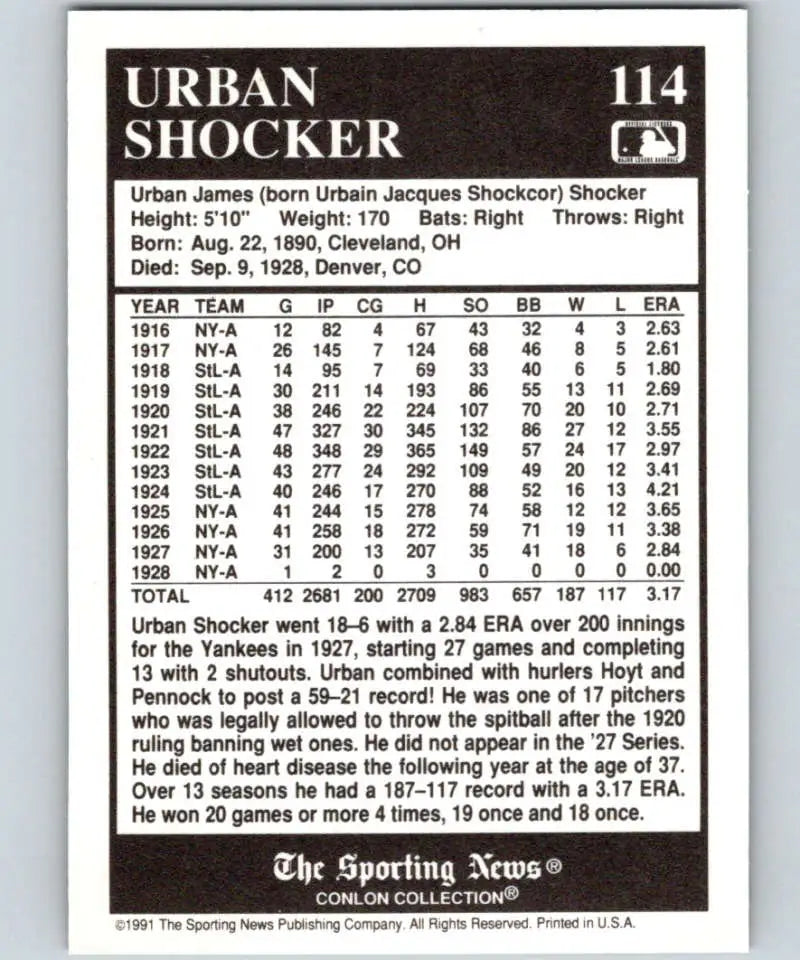 URBAN
SHOCKER
114
MAJOR LEAGUE BASEBALL
Urban James (born Urbain Jacques Shockcor) Shocker
Height: 5'10" Weight: 170 Bats: Right Throws: Right
Born: Aug. 22, 1890, Cleveland, OH
Died: Sep. 9, 1928, Denver, CO
YEAR TEAM G IP CG H SO BB W L ERA
1916 NY-A 12 82 4 67 43 32 4 3 2.63
1917 NY-A 26 145 7 124 68 46 8 5 2.61
1918 StL-A 14 95 7 69 33 40 6 5 1.80
1919 StL-A 30 211 14 193 86 55 13 11 2.69
1920 StL-A 38 246 22 224 107 70 20 10 2.71
1921 StL-A 47 327 30 345 132 86 27 12 3.55
1922 StL-A 48 348 29 365 149 57 24 17 2.97
1923 StL-A 43 277 24 292 109 49 20 12 3.41
1924 StL-A 40 246 17 270 88 52 16 13 4.21
1925 NY-A 41 244 15 278 74 58 12 12 3.65
1926 NY-A 41 258 18 272 59 71 19 11 3.38
1927 NY-A 31 200 13 207 35 41 18 6 2.84
1928 NY-A 1 2 0 3 0 0 0 0 0.00
TOTAL 412 2681 200 2709 983 657 187 117 3.17
Urban Shocker went 18–6 with a 2.84 ERA over 200 innings
for the Yankees in 1927, starting 27 games and completing
13 with 2 shutouts. Urban combined with hurlers Hoyt and
Pennock to post a 59–21 record! He was one of 17 pitchers
who was legally allowed to throw the spitball after the 1920
ruling banning wet ones. He did not appear in the '27 Series.
He died of heart disease the following year at the age of 37.
Over 13 seasons he had a 187–117 record with a 3.17 ERA.
He won 20 games or more 4 times, 19 once and 18 once.
The Sporting News®
CONLON COLLECTION®
©1991 The Sporting News Publishing Company. All Rights Reserved. Printed in U.S.A.